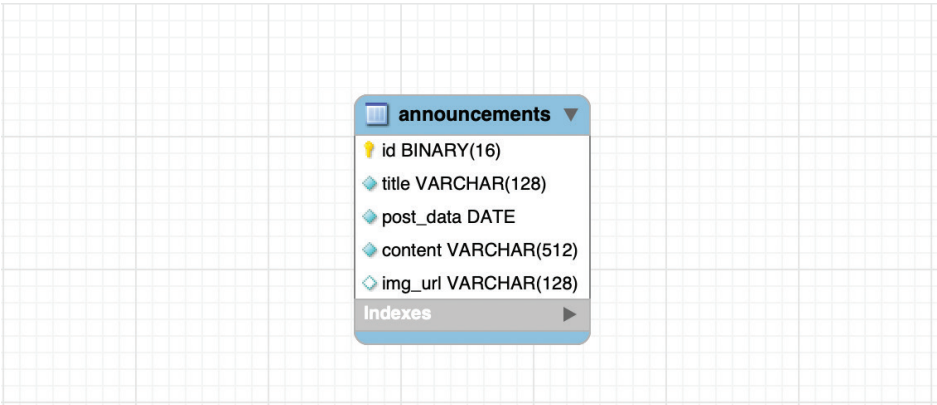 announcements
id BINARY(16)
title VARCHAR(128)
post_data DATE
content VARCHAR(512)
img_url VARCHAR(128)
Indexes